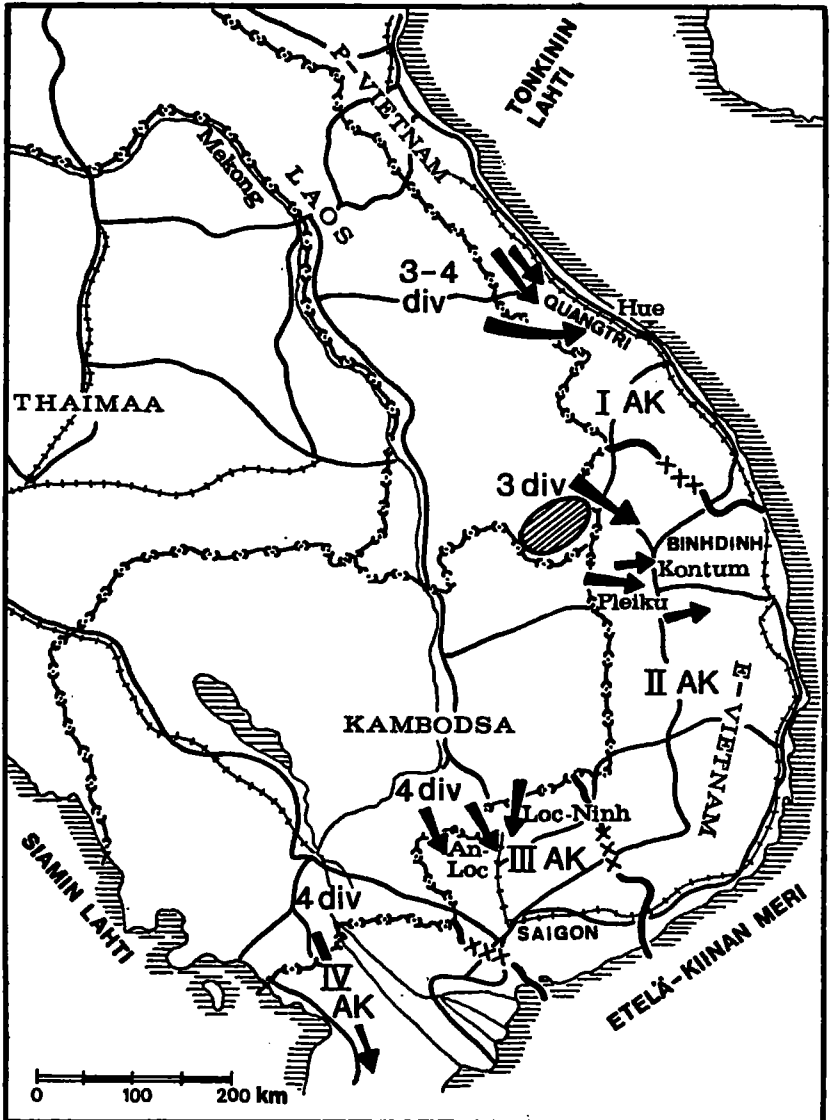 P-VIETNAM
TONKININ
LAHTI
Mekong
LAOS
3-4
div
QUANGTRI
Hue
THAIMAA
I AK
3 div
BINHDINH
Kontum
Pleiku
II AK
E-VIETNAM
KAMBODSA
4 div
Loc-Ninh
An-
Loc
III AK
SIAMIN LAHTI
4 div
SAIGON
ETELÄ-KIINAN MERI
IV
AK
0 100 200 km